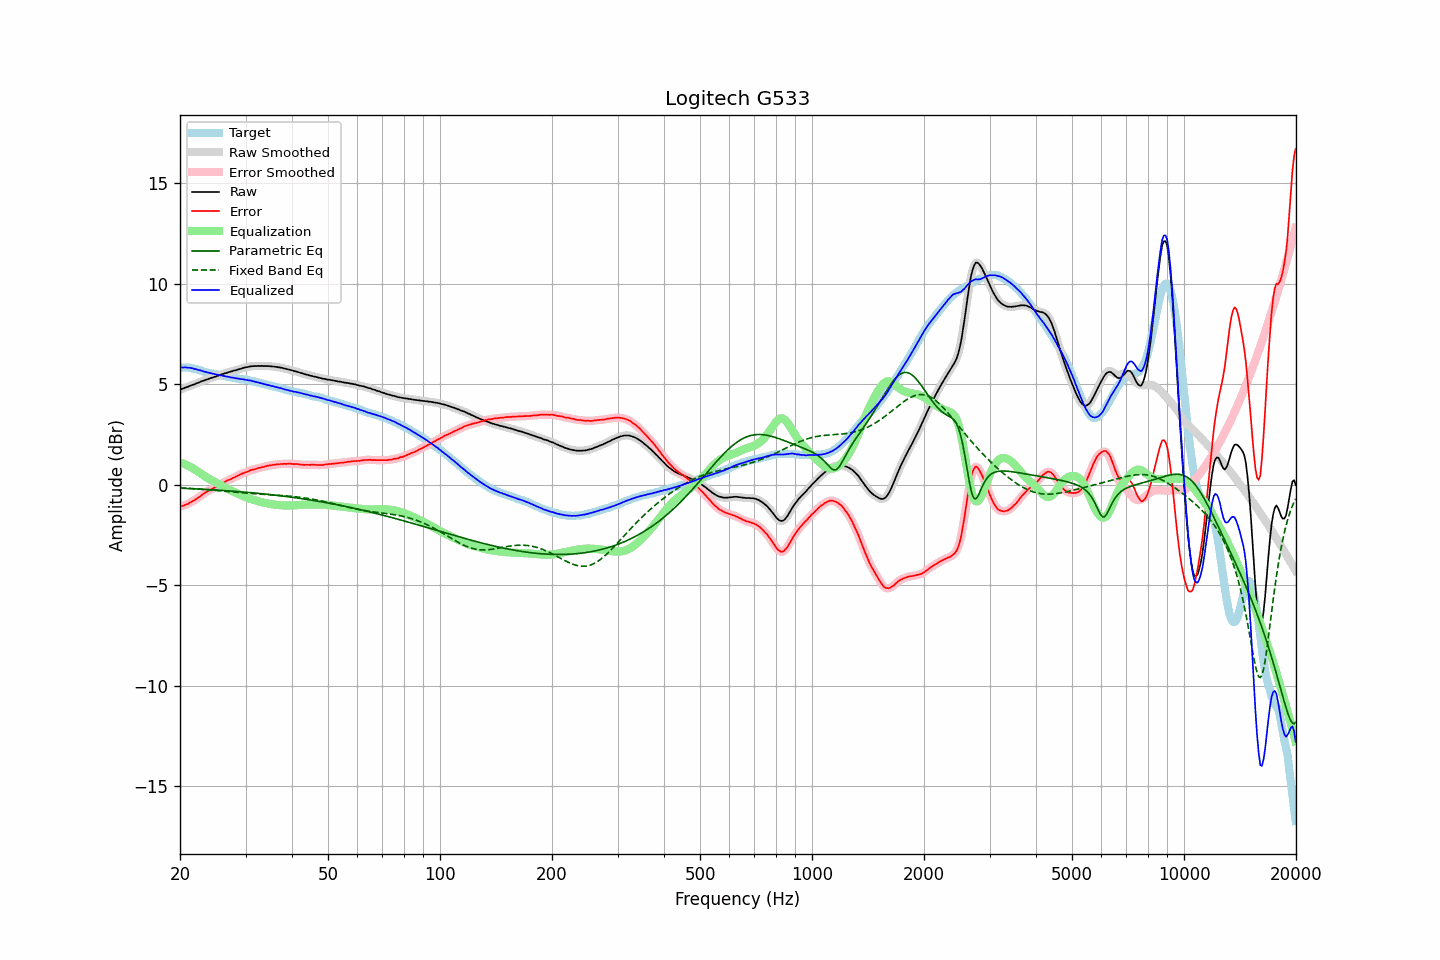 Logitech G533
Target
Raw Smoothed
Error Smoothed
Raw
Error
Equalization
Parametric Eq
Fixed Band Eq
Equalized
Amplitude (dBr)
15
10
5
0
−5
−10
−15
20
50
100
200
500
1000
2000
5000
10000
20000
Frequency (Hz)